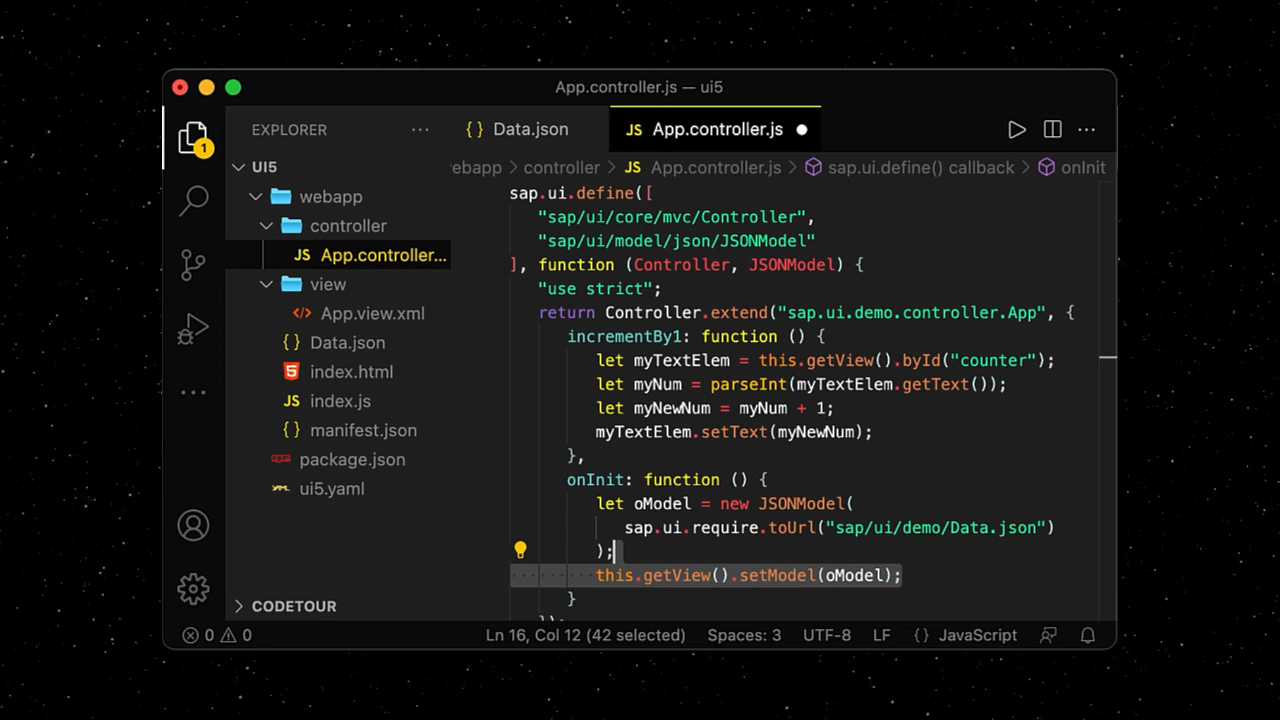 App.controller.js — ui5
EXPLORER ···
Data.json
JS App.controller.js
1
UI5
ebapp > controller > JS App.controller.js > sap.ui.define() callback > onInit
webapp
controller
JS App.controller...
view
App.view.xml
{} Data.json
index.html
JS index.js
{} manifest.json
package.json
ui5.yaml
CODETOUR
sap.ui.define([
"sap/ui/core/mvc/Controller",
"sap/ui/model/json/JSONModel"
], function (Controller, JSONModel) {
"use strict";
return Controller.extend("sap.ui.demo.controller.App", {
incrementBy1: function () {
let myTextElem = this.getView().byId("counter");
let myNum = parseInt(myTextElem.getText());
let myNewNum = myNum + 1;
myTextElem.setText(myNewNum);
},
onInit: function () {
let oModel = new JSONModel(
sap.ui.require.toUrl("sap/ui/demo/Data.json")
);
this.getView().setModel(oModel);
}
});
0 0 Ln 16, Col 12 (42 selected) Spaces: 3 UTF-8 LF {} JavaScript